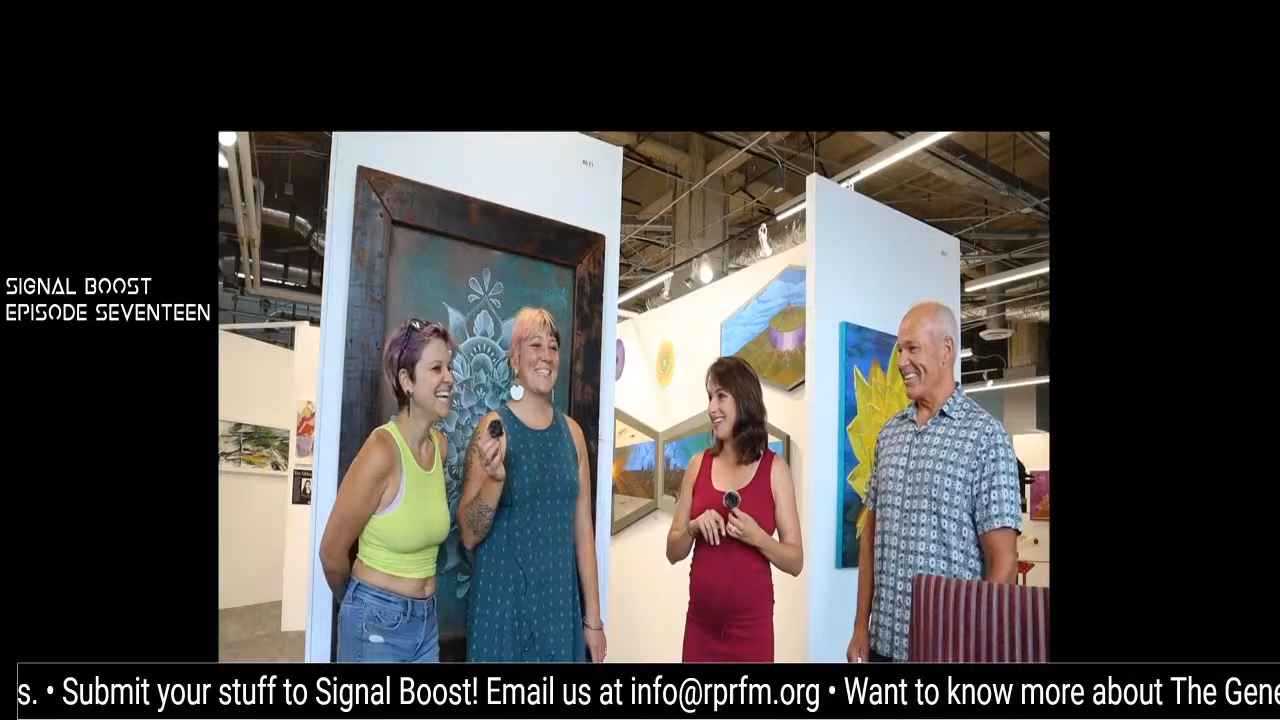 SIGNAL BOOST
EPISODE SEVENTEEN
s. • Submit your stuff to Signal Boost! Email us at info@rprfm.org • Want to know more about The Gene